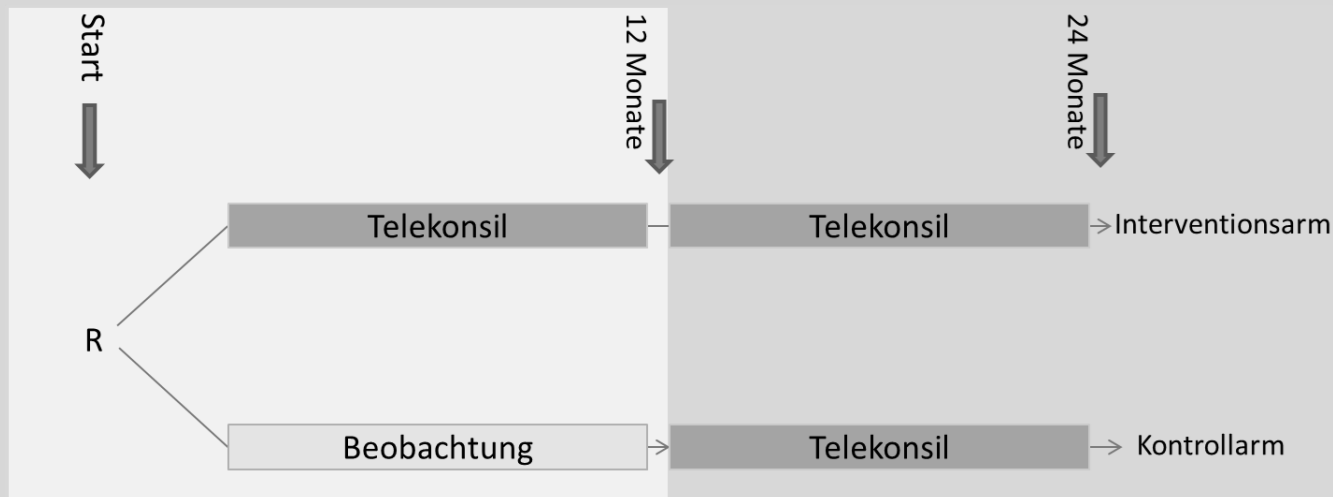 Start
12 Monate
24 Monate
Telekonsil
Telekonsil
Interventionsarm
R
Beobachtung
Telekonsil
Kontrollarm